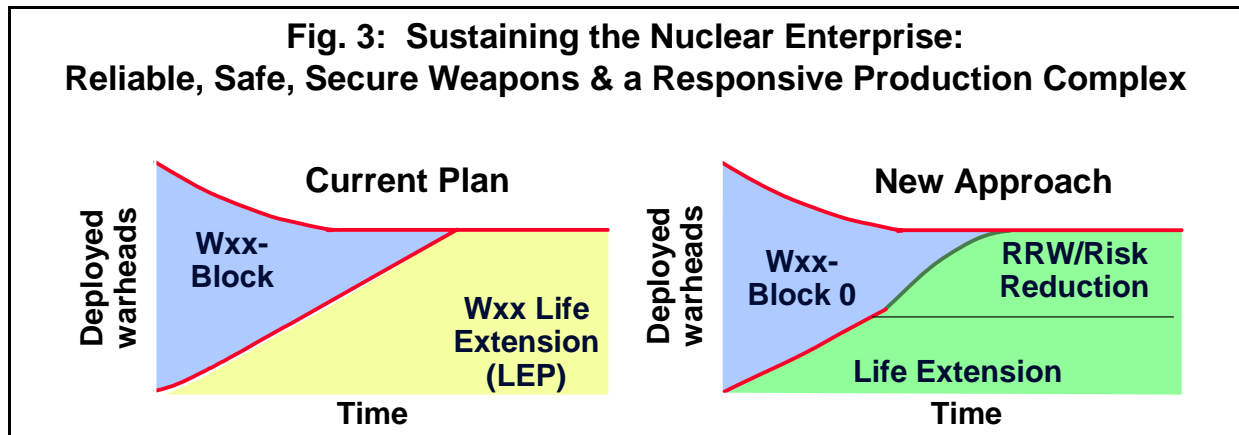 Fig. 3: Sustaining the Nuclear Enterprise:
Reliable, Safe, Secure Weapons & a Responsive Production Complex
Current Plan
Deployed
warheads
Wxx-
Block
Wxx Life
Extension
(LEP)
Time
New Approach
Deployed
warheads
Wxx-
Block 0
RRW/Risk
Reduction
Life Extension
Time